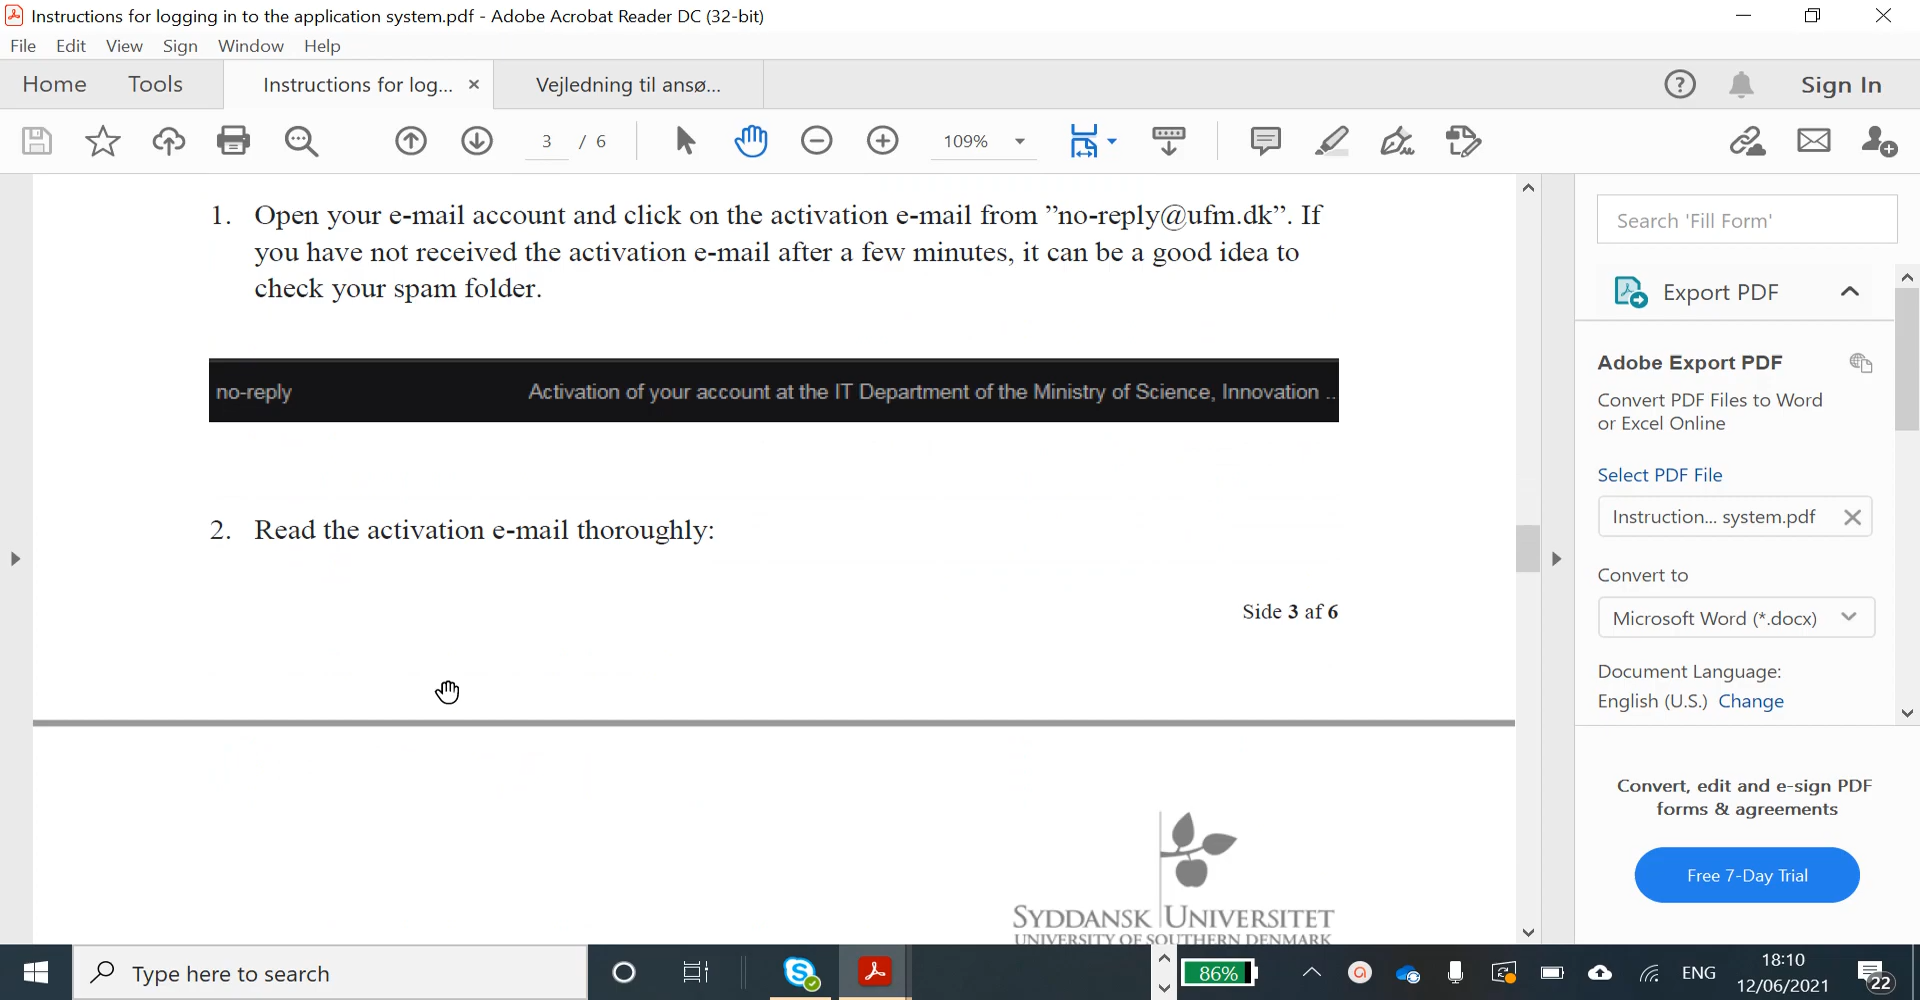 Instructions for logging in to the application system.pdf - Adobe Acrobat Reader DC (32-bit)
File Edit View Sign Window Help
Home Tools Instructions for log... × Vejledning til ansø... ? Sign In
3 / 6 109%
1. Open your e-mail account and click on the activation e-mail from ”no-reply@ufm.dk”. If
you have not received the activation e-mail after a few minutes, it can be a good idea to
check your spam folder.
no-reply Activation of your account at the IT Department of the Ministry of Science, Innovation ..
2. Read the activation e-mail thoroughly:
Side 3 af 6
SYDDANSK UNIVERSITET
UNIVERSITY OF SOUTHERN DENMARK
Search 'Fill Form'
Export PDF
Adobe Export PDF
Convert PDF Files to Word
or Excel Online
Select PDF File
Instruction... system.pdf
Convert to
Microsoft Word (*.docx)
Document Language:
English (U.S.) Change
Convert, edit and e-sign PDF
forms & agreements
Free 7-Day Trial
Type here to search
86%
ENG
18:10
12/06/2021
22